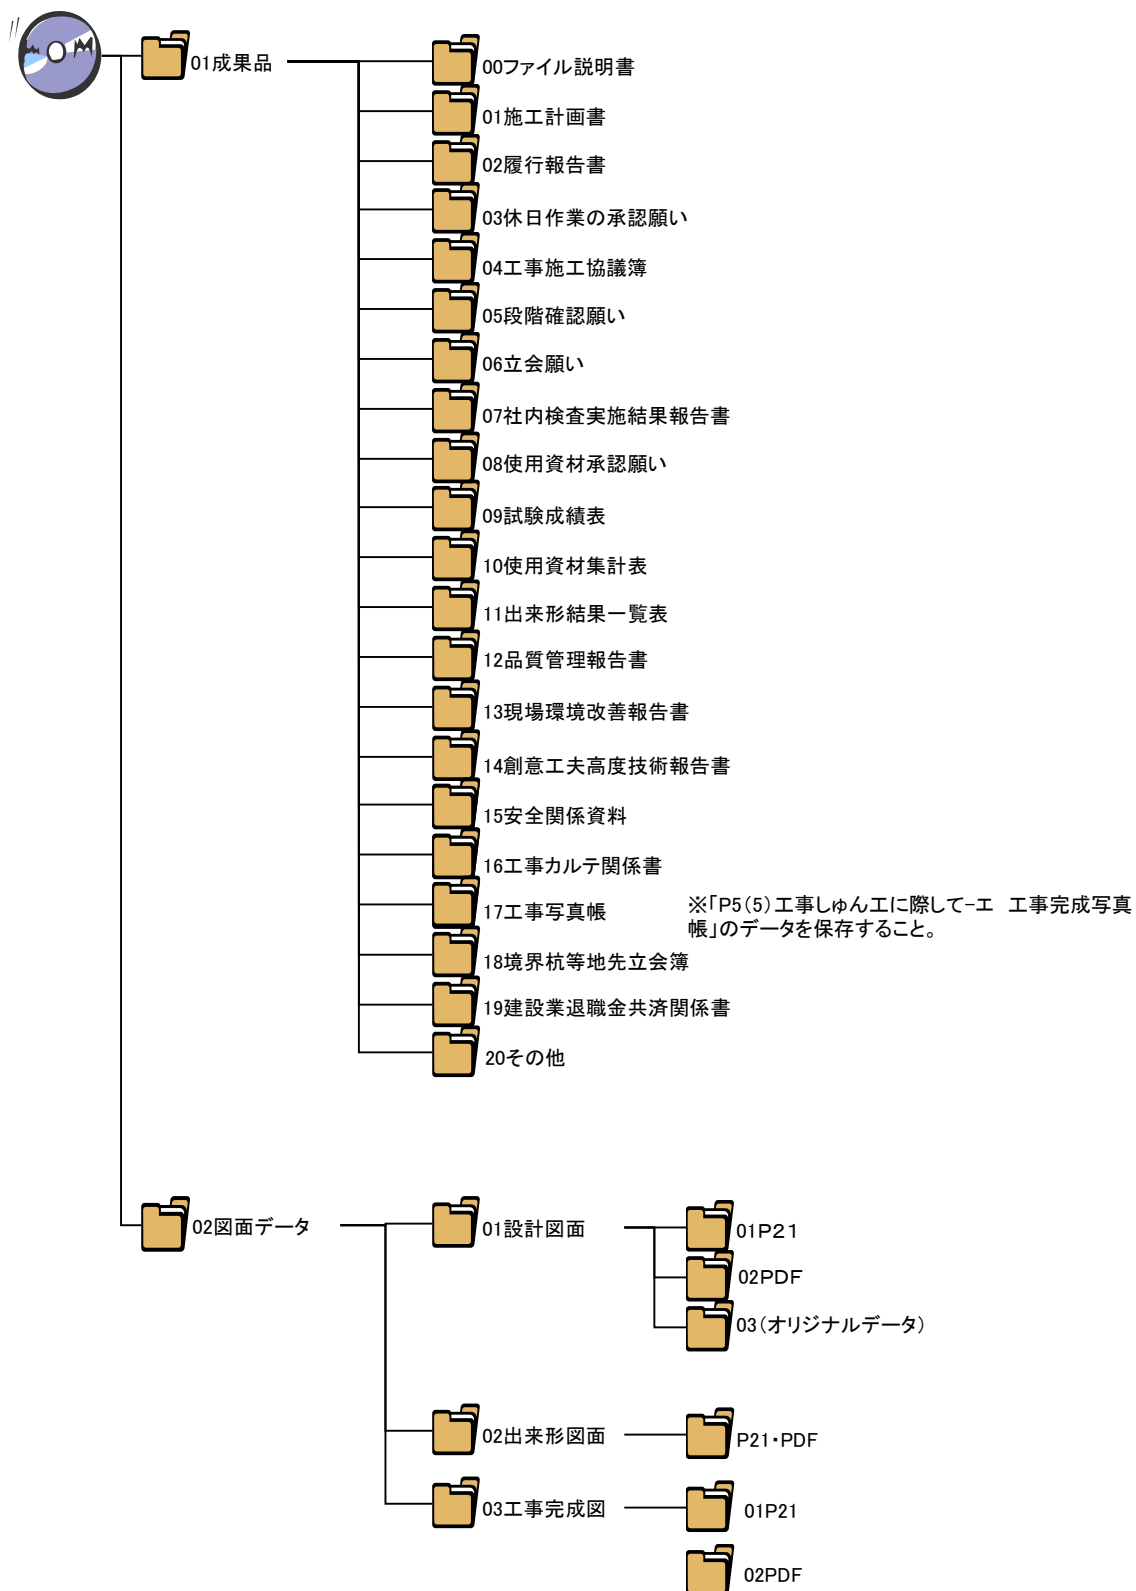 01成果品
00ファイル説明書
01施工計画書
02履行報告書
03休日作業の承認願い
04工事施工協議簿
05段階確認願い
06立会願い
07社内検査実施結果報告書
08使用資材承認願い
09試験成績表
10使用資材集計表
11出来形結果一覧表
12品質管理報告書
13現場環境改善報告書
14創意工夫高度技術報告書
15安全関係資料
16工事カルテ関係書
17工事写真帳
※「P5(5)工事しゅん工に際して-エ　工事完成写真
帳」のデータを保存すること。
18境界杭等地先立会簿
19建設業退職金共済関係書
20その他
02図面データ
01設計図面
01P21
02PDF
03(オリジナルデータ)
02出来形図面
P21・PDF
03工事完成図
01P21
02PDF